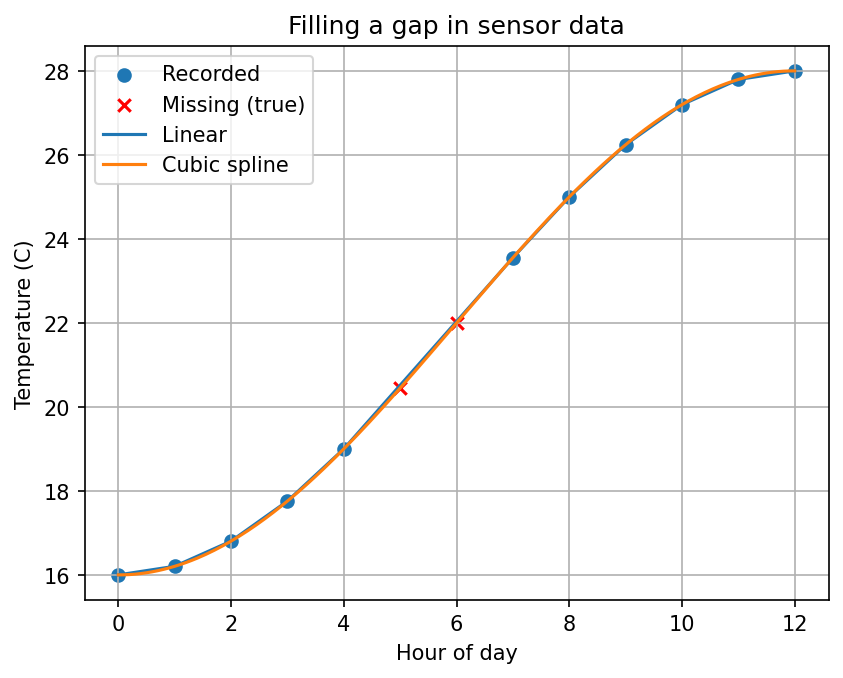 Filling a gap in sensor data
Recorded
Missing (true)
Linear
Cubic spline
Temperature (C)
28
26
24
22
20
18
16
0 2 4 6 8 10 12
Hour of day